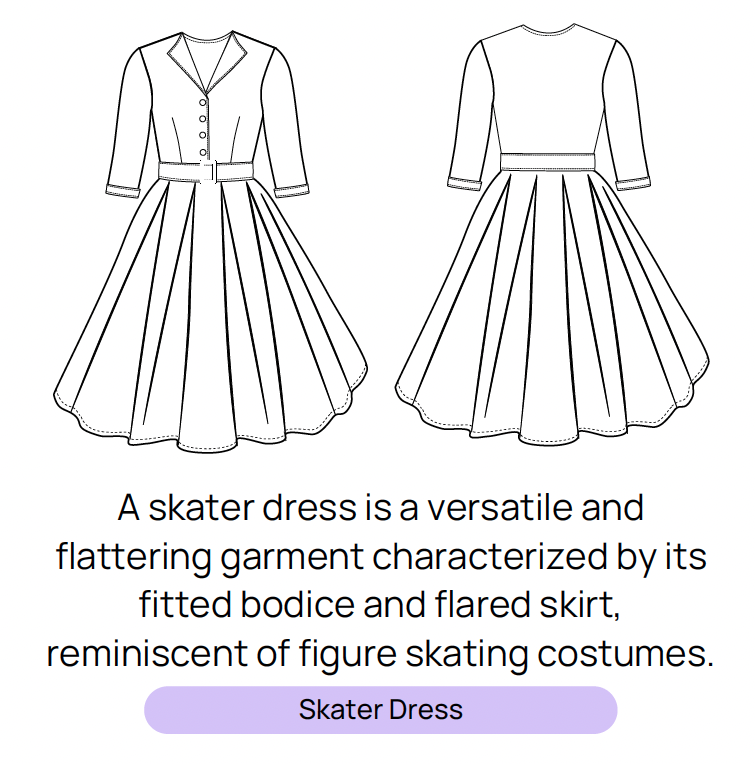 A skater dress is a versatile and
flattering garment characterized by its
fitted bodice and flared skirt,
reminiscent of figure skating costumes.
Skater Dress